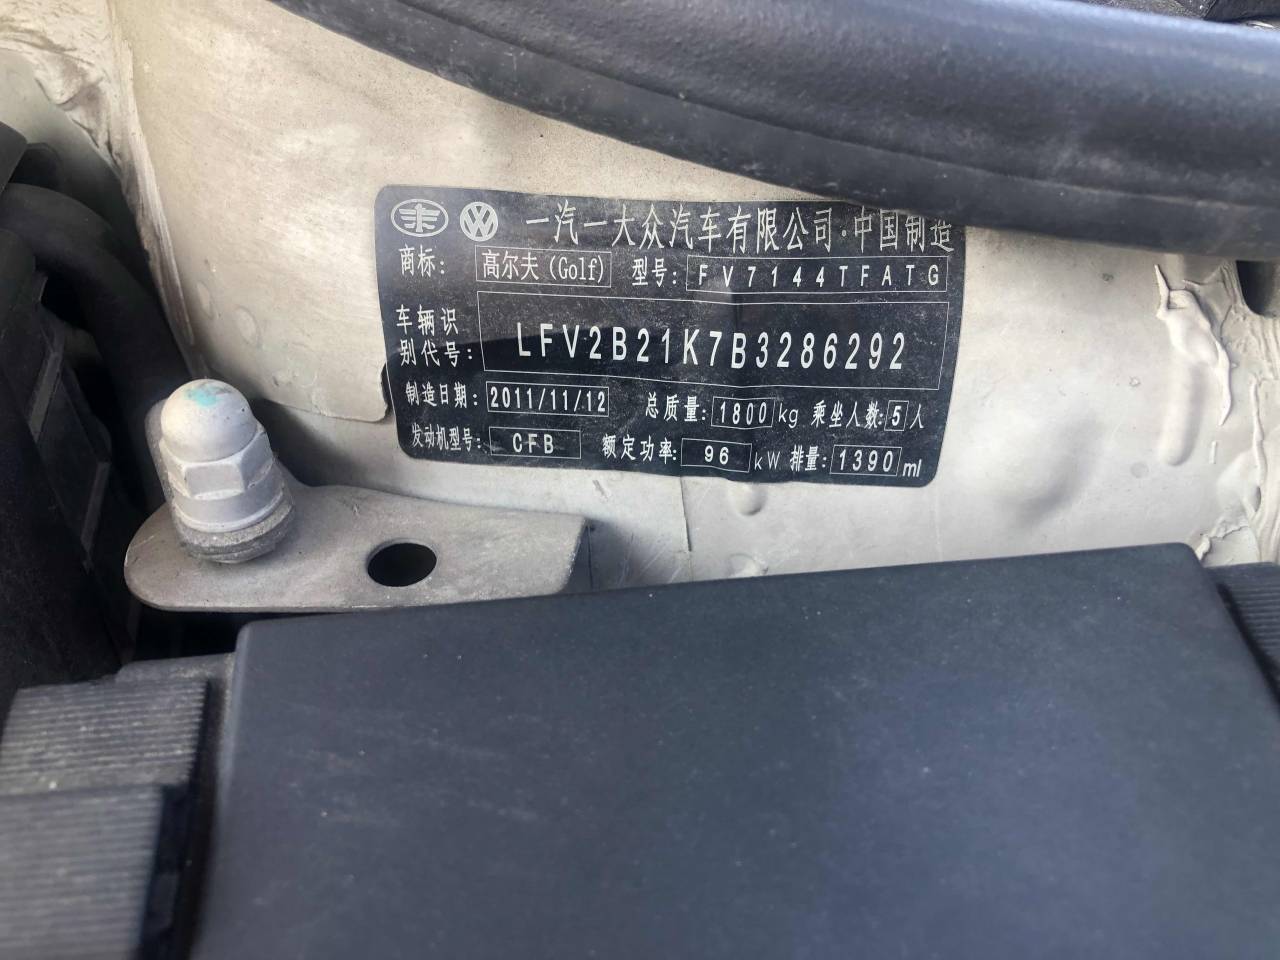 一汽一大众汽车有限公司·中国制造
商标: 高尔夫(Golf) 型号: FV7144TFATG
车辆识别代号: LFV2B21K7B3286292
制造日期: 2011/11/12 总质量: 1800 kg 乘坐人数: 5 人
发动机型号: CFB 额定功率: 96 kW 排量: 1390 ml